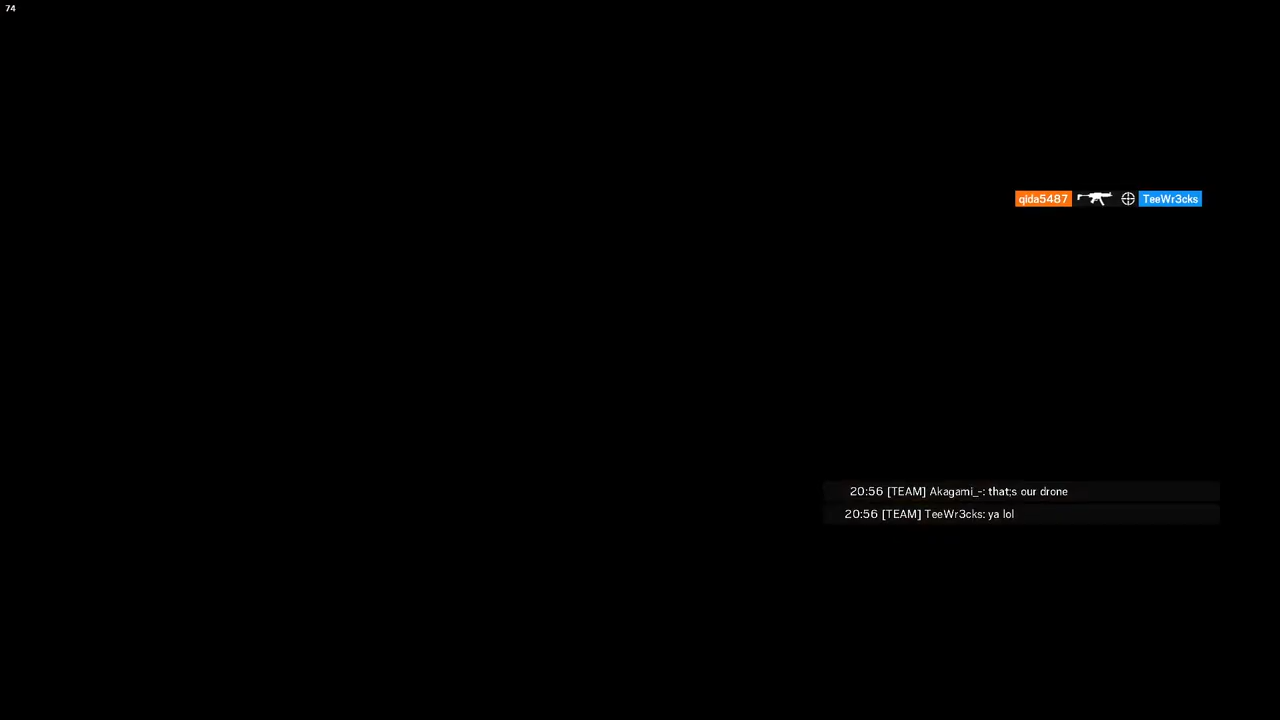 74
qida5487 TeeWr3cks
20:56 [TEAM] Akagami_-: that;s our drone
20:56 [TEAM] TeeWr3cks: ya lol